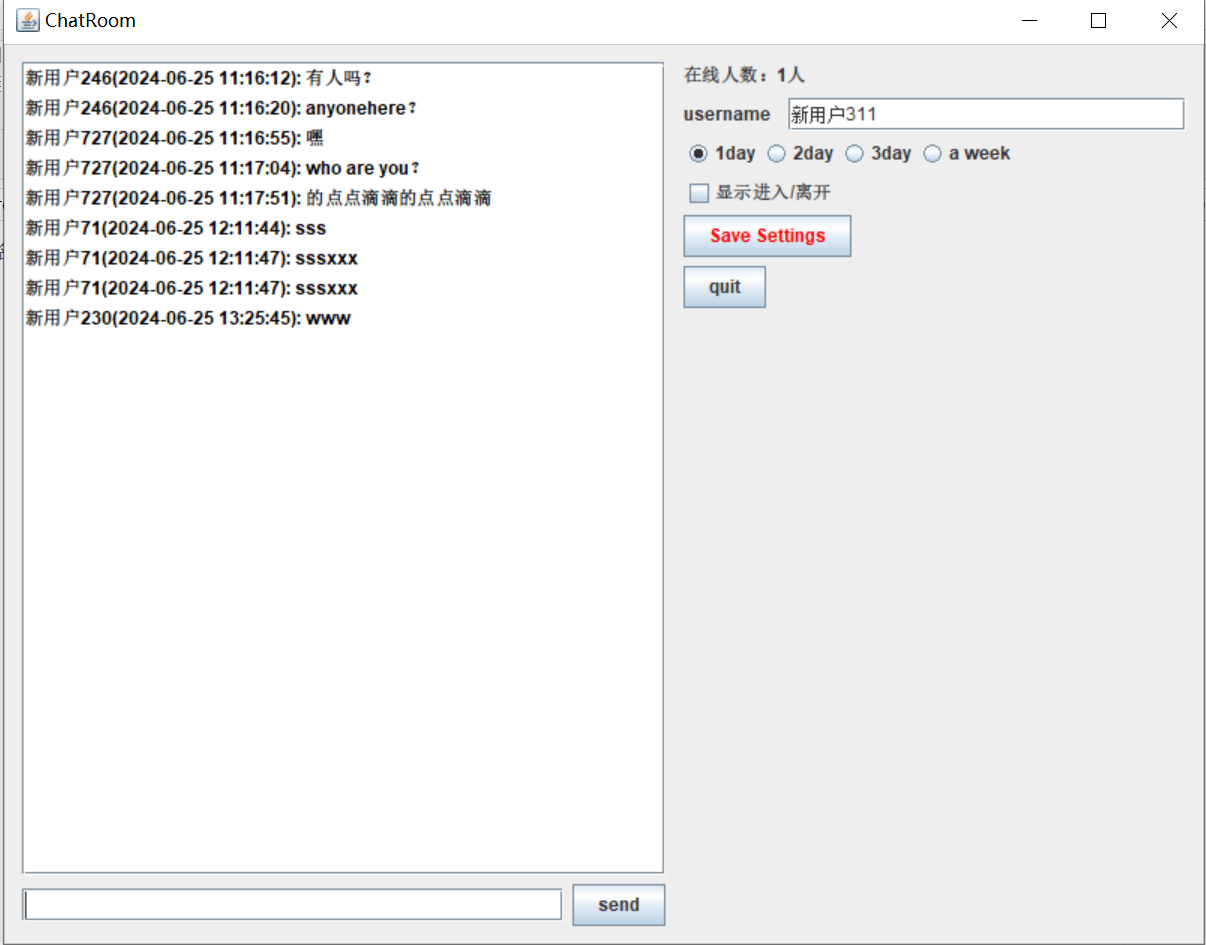 ChatRoom
新用户246(2024-06-25 11:16:12): 有人吗?
新用户246(2024-06-25 11:16:20): anyonehere?
新用户727(2024-06-25 11:16:55): 嘿
新用户727(2024-06-25 11:17:04): who are you?
新用户727(2024-06-25 11:17:51): 的点点滴滴的点点滴滴
新用户71(2024-06-25 12:11:44): sss
新用户71(2024-06-25 12:11:47): sssxxx
新用户71(2024-06-25 12:11:47): sssxxx
新用户230(2024-06-25 13:25:45): www
send
在线人数：1人
username 新用户311
1day 2day 3day a week
显示进入/离开
Save Settings
quit